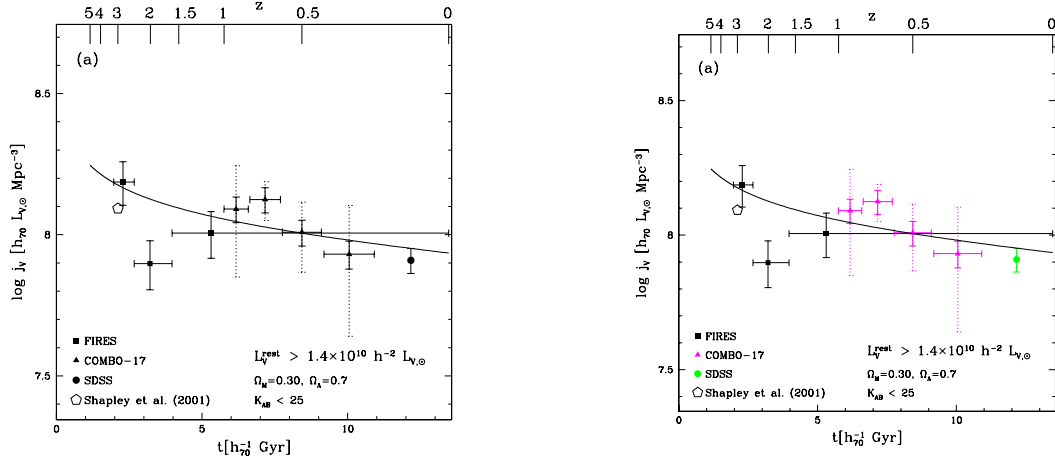 54 3 2 1.5 1 z 0.5 0
(a)
8.5
8
7.5
log j_V [h_70 L_V,⊙ Mpc^-3]
FIRES
COMBO-17
SDSS
Shapley et al. (2001)
L_V^rest > 1.4×10^10 h^-2 L_V,⊙
Ω_M=0.30, Ω_Λ=0.7
K_AB < 25
0 5 10
t[h_70^-1 Gyr]
54 3 2 1.5 1 z 0.5 0
(a)
8.5
8
7.5
log j_V [h_70 L_V,⊙ Mpc^-3]
FIRES
COMBO-17
SDSS
Shapley et al. (2001)
L_V^rest > 1.4×10^10 h^-2 L_V,⊙
Ω_M=0.30, Ω_Λ=0.7
K_AB < 25
0 5 10
t[h_70^-1 Gyr]